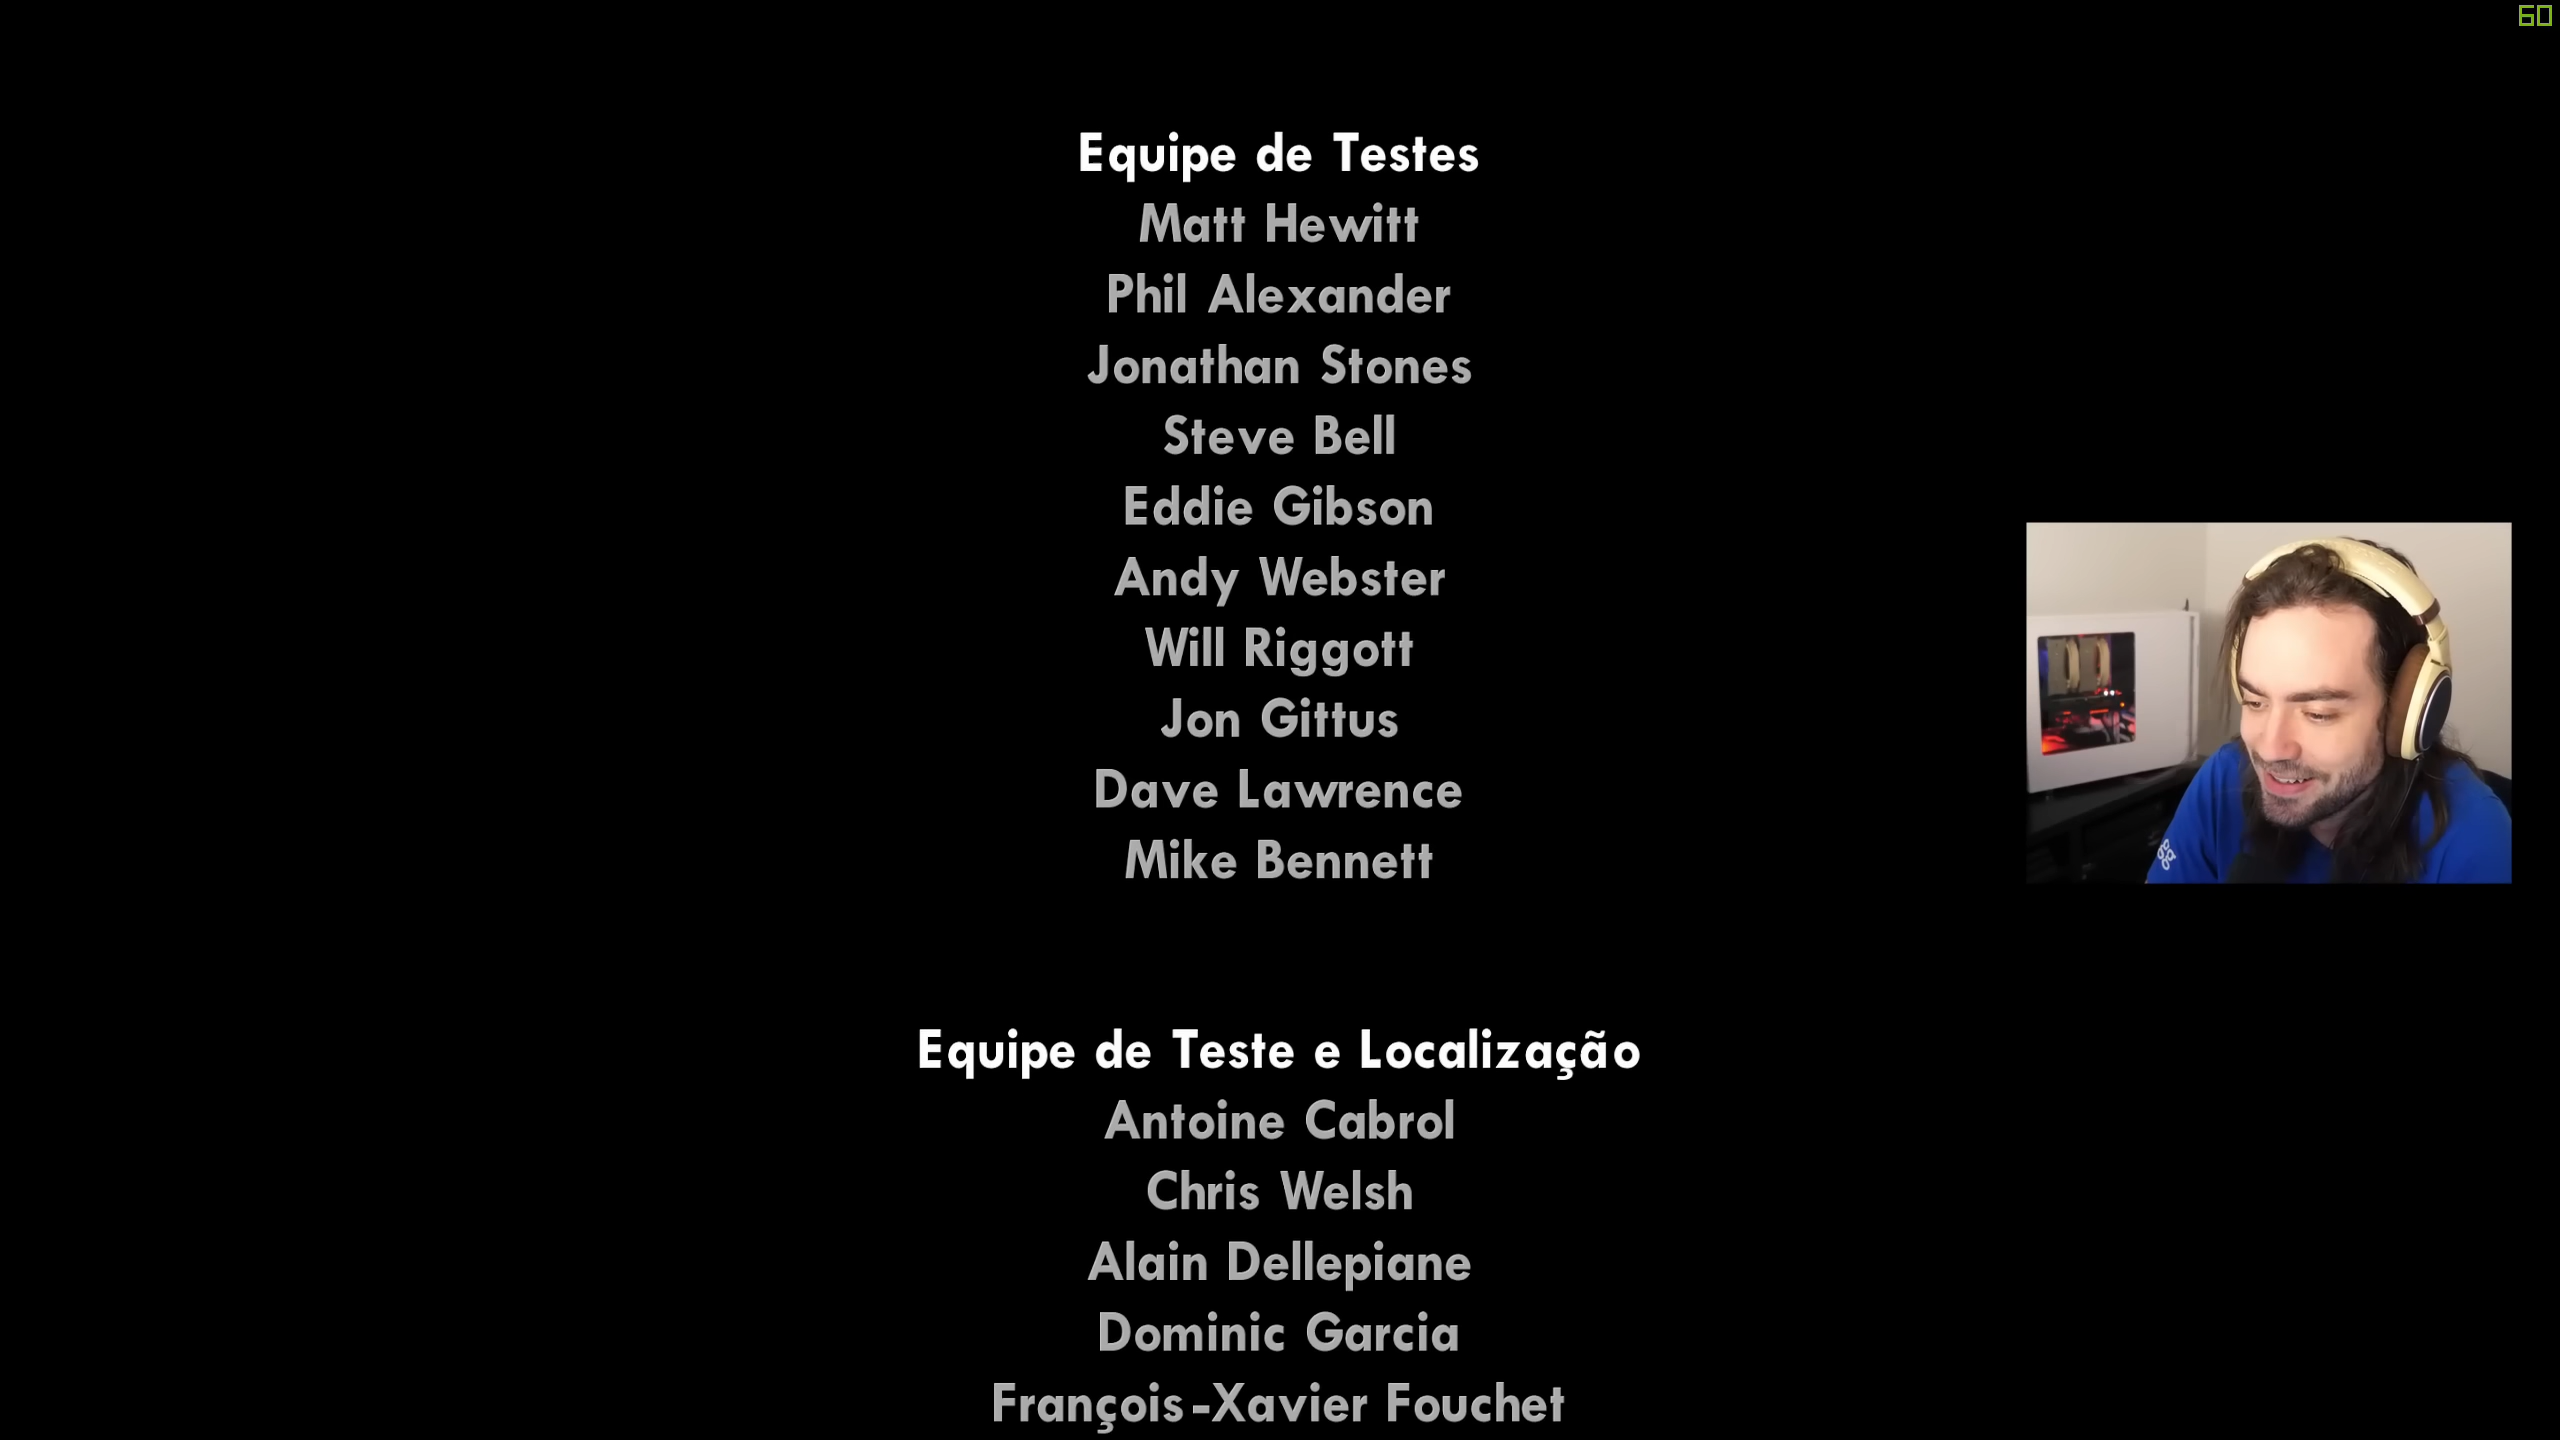 60
Equipe de Testes
Matt Hewitt
Phil Alexander
Jonathan Stones
Steve Bell
Eddie Gibson
Andy Webster
Will Riggott
Jon Gittus
Dave Lawrence
Mike Bennett
Equipe de Teste e Localização
Antoine Cabrol
Chris Welsh
Alain Dellepiane
Dominic Garcia
François-Xavier Fouchet